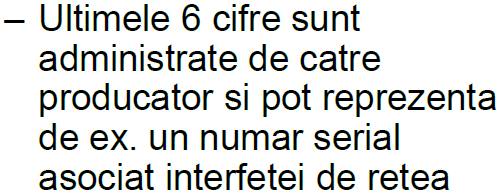 – Ultimele 6 cifre sunt
administrate de catre
producator si pot reprezenta
de ex. un numar serial
asociat interfetei de retea